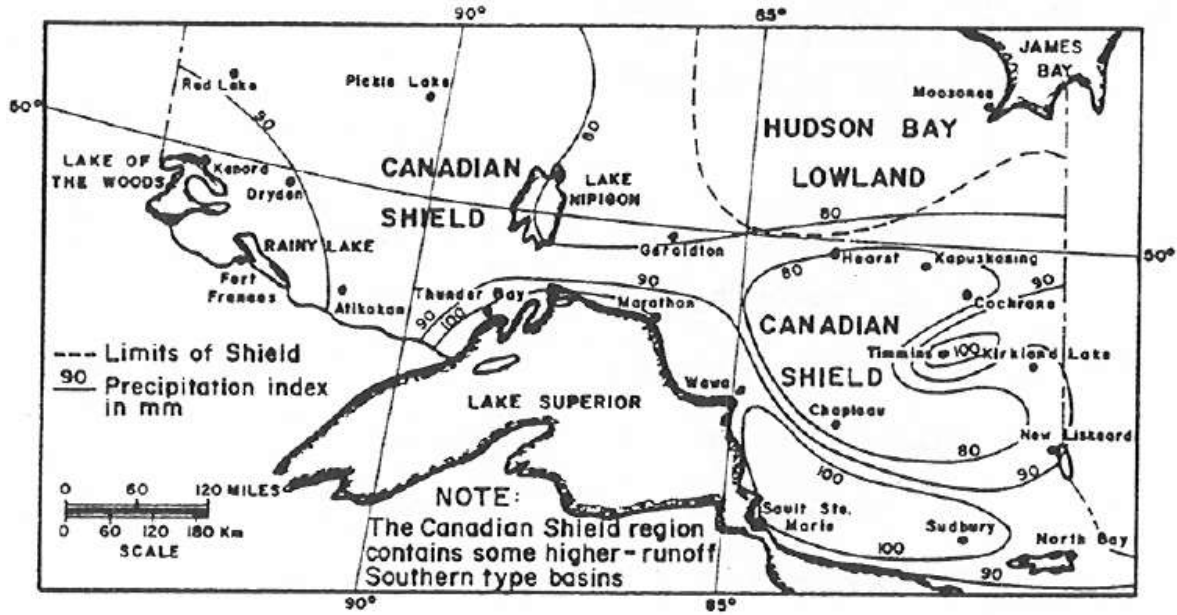 90°
85°
JAMES
BAY
Red Lake
Pickle Lake
Moosonee
50°
90
80
HUDSON BAY
LOWLAND
LAKE OF
THE WOODS
Kenord
Dryden
CANADIAN
SHIELD
LAKE
NIPIGON
80
RAINY LAKE
Geraldton
50°
Fort
Frances
Atikokan
80
Hearst
Kapuskasing
90
Thunder Bay
90
100
Marathon
90
Cochrane
CANADIAN
SHIELD
Timmins
100
Kirkland Lake
--- Limits of Shield
90 Precipitation index
in mm
LAKE SUPERIOR
Wawa
Chapleau
New Liskeard
80
90
100
0 60 120 MILES
0 60 120 180 Km
SCALE
NOTE:
The Canadian Shield region
contains some higher-runoff
Southern type basins
Sault Ste.
Marie
Sudbury
100
North Bay
90
90°
85°